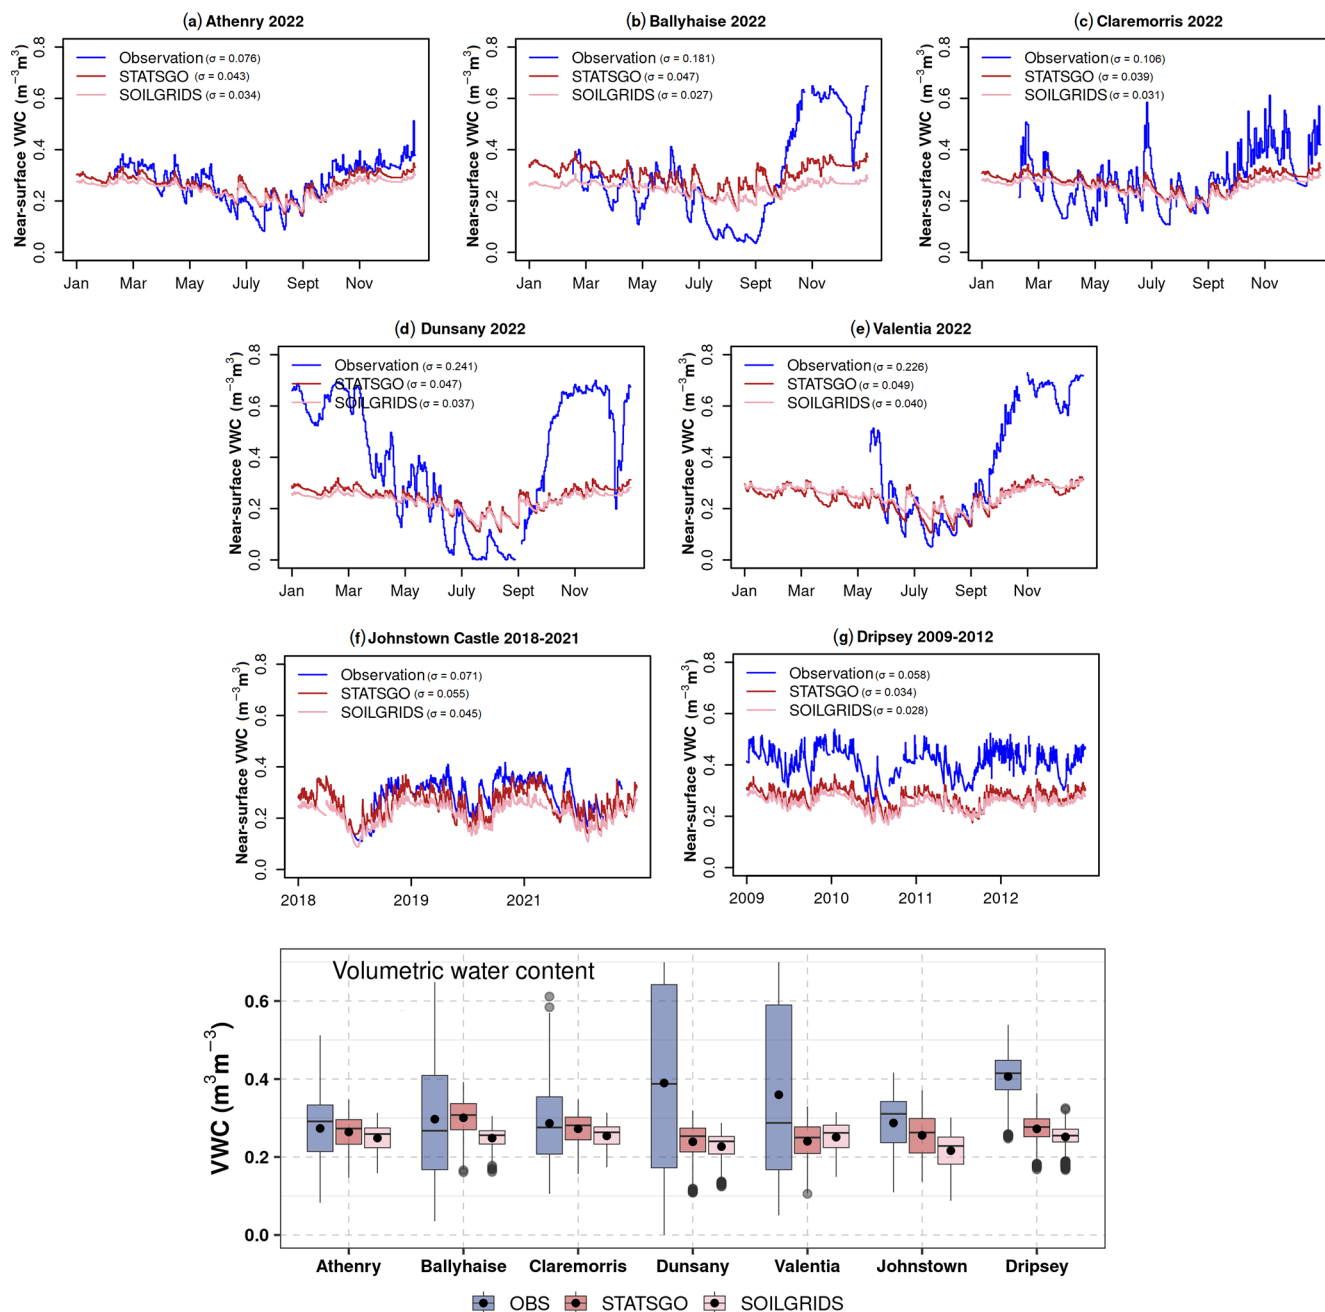 (a) Athenry 2022
Near-surface VWC (m⁻³m³)
0.0 0.2 0.4 0.6 0.8
Observation (σ = 0.076)
STATSGO (σ = 0.043)
SOILGRIDS (σ = 0.034)
Jan Mar May July Sept Nov
(b) Ballyhaise 2022
Near-surface VWC (m⁻³m³)
0.0 0.2 0.4 0.6 0.8
Observation (σ = 0.181)
STATSGO (σ = 0.047)
SOILGRIDS (σ = 0.027)
Jan Mar May July Sept Nov
(c) Claremorris 2022
Near-surface VWC (m⁻³m³)
0.0 0.2 0.4 0.6 0.8
Observation (σ = 0.106)
STATSGO (σ = 0.039)
SOILGRIDS (σ = 0.031)
Jan Mar May July Sept Nov
(d) Dunsany 2022
Near-surface VWC (m⁻³m³)
0.0 0.2 0.4 0.6 0.8
Observation (σ = 0.241)
STATSGO (σ = 0.047)
SOILGRIDS (σ = 0.037)
Jan Mar May July Sept Nov
(e) Valentia 2022
Near-surface VWC (m⁻³m³)
0.0 0.2 0.4 0.6 0.8
Observation (σ = 0.226)
STATSGO (σ = 0.049)
SOILGRIDS (σ = 0.040)
Jan Mar May July Sept Nov
(f) Johnstown Castle 2018-2021
Near-surface VWC (m⁻³m³)
0.0 0.2 0.4 0.6 0.8
Observation (σ = 0.071)
STATSGO (σ = 0.055)
SOILGRIDS (σ = 0.045)
2018 2019 2021
(g) Dripsey 2009-2012
Near-surface VWC (m⁻³m³)
0.0 0.2 0.4 0.6 0.8
Observation (σ = 0.058)
STATSGO (σ = 0.034)
SOILGRIDS (σ = 0.028)
2009 2010 2011 2012
Volumetric water content
VWC (m³m⁻³)
0.6
0.4
0.2
0.0
Athenry Ballyhaise Claremorris Dunsany Valentia Johnstown Dripsey
OBS STATSGO SOILGRIDS